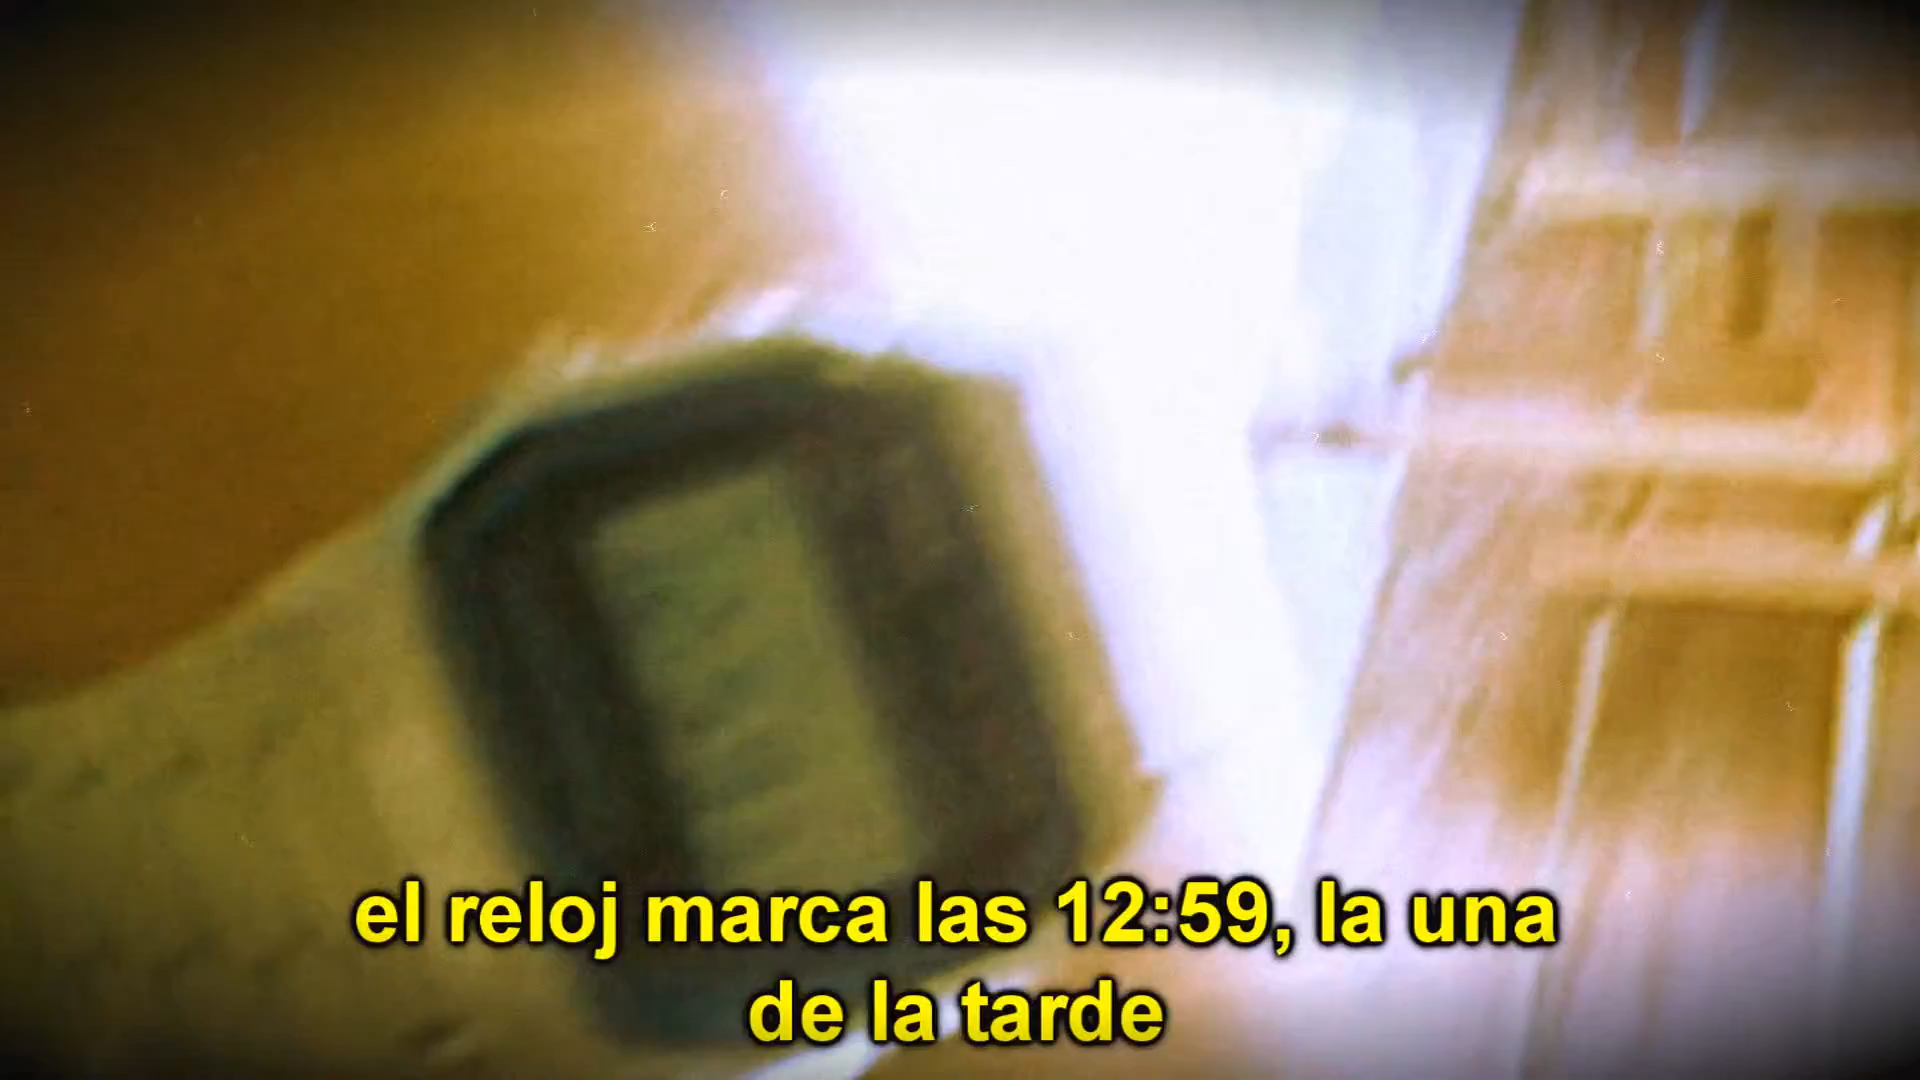 el reloj marca las 12:59, la una
de la tarde